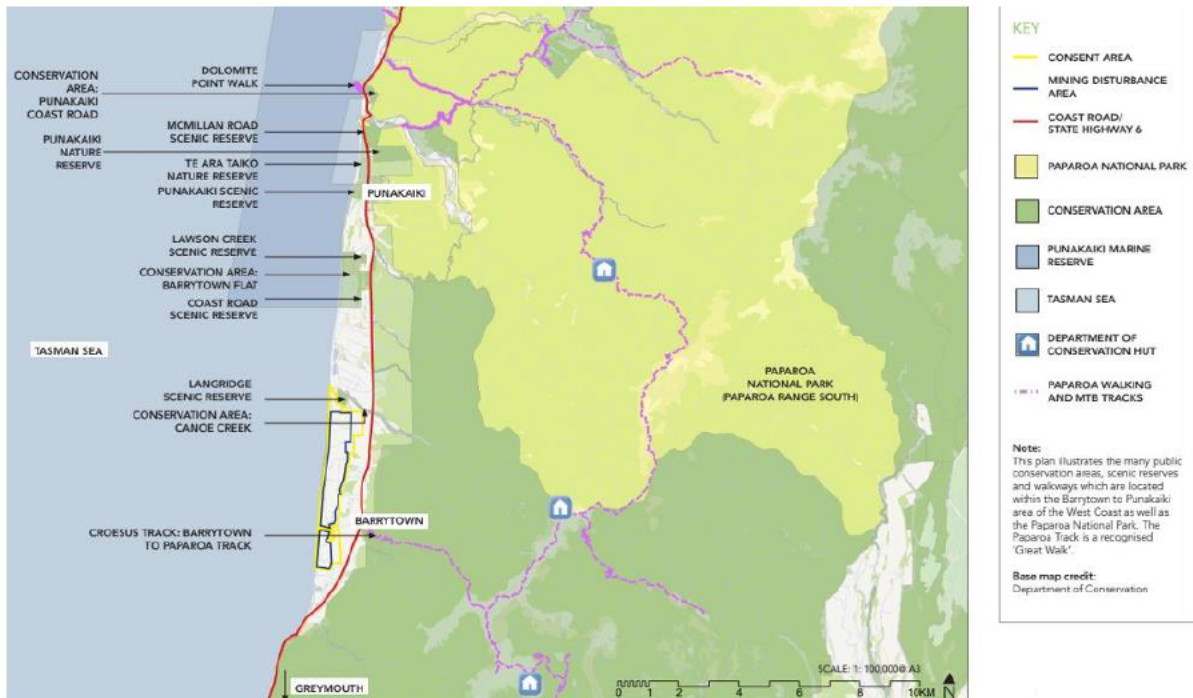 DOLOMITE
POINT WALK
CONSERVATION
AREA:
PUNAKAIKI
COAST ROAD
MCMILLAN ROAD
SCENIC RESERVE
PUNAKAIKI
NATURE
RESERVE
TE ARA TAIKO
NATURE RESERVE
PUNAKAIKI SCENIC
RESERVE
PUNAKAIKI
LAWSON CREEK
SCENIC RESERVE
CONSERVATION AREA:
BARRYTOWN FLAT
COAST ROAD
SCENIC RESERVE
TASMAN SEA
LANGRIDGE
SCENIC RESERVE
CONSERVATION AREA:
CANOE CREEK
PAPAROA
NATIONAL PARK
(PAPAROA RANGE SOUTH)
BARRYTOWN
CROESUS TRACK: BARRYTOWN
TO PAPAROA TRACK
GREYMOUTH
SCALE: 1: 100,000@ A3
0 1 2 4 6 8 10KM
N
KEY
CONSENT AREA
MINING DISTURBANCE
AREA
COAST ROAD/
STATE HIGHWAY 6
PAPAROA NATIONAL PARK
CONSERVATION AREA
PUNAKAIKI MARINE
RESERVE
TASMAN SEA
DEPARTMENT OF
CONSERVATION HUT
PAPAROA WALKING
AND MTB TRACKS
Note:
This plan illustrates the many public
conservation areas, scenic reserves
and walkways which are located
within the Barrytown to Punakaiki
area of the West Coast as well as
the Paparoa National Park. The
Paparoa Track is a recognised
'Great Walk'.
Base map credit:
Department of Conservation